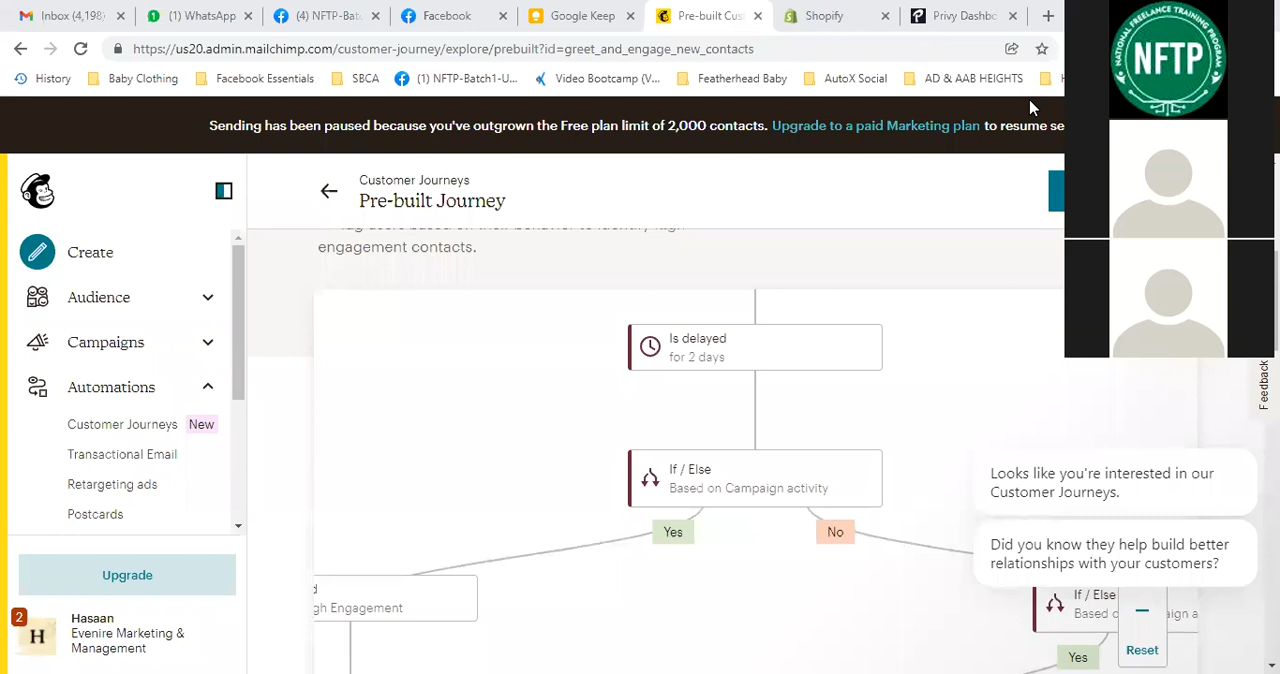 Inbox (4,198)
(1) WhatsApp
(4) NFTP-Bat
Facebook
Google Keep
Pre-built Cus
Shopify
Privy Dashbo
https://us20.admin.mailchimp.com/customer-journey/explore/prebuilt?id=greet_and_engage_new_contacts
History
Baby Clothing
Facebook Essentials
SBCA
(1) NFTP-Batch1-U...
Video Bootcamp (V...
Featherhead Baby
AutoX Social
AD & AAB HEIGHTS
NATIONAL FREELANCE TRAINING PROGRAM
NFTP
Sending has been paused because you've outgrown the Free plan limit of 2,000 contacts. Upgrade to a paid Marketing plan to resume se
Customer Journeys
Pre-built Journey
Create
Audience
Campaigns
Automations
Customer Journeys New
Transactional Email
Retargeting ads
Postcards
Upgrade
2
H
Hasaan
Evenire Marketing &
Management
engagement contacts.
Is delayed
for 2 days
If / Else
Based on Campaign activity
Yes
No
gh Engagement
If / Else
Based
Yes
Looks like you're interested in our
Customer Journeys.
Did you know they help build better
relationships with your customers?
Reset
Feedback